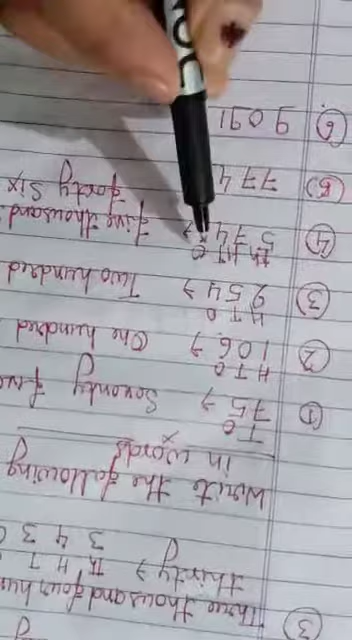 ③ Three thousand four hun
thirty → Th H T
3 4 3
Write the following
in words
T O
① 75 → Seventy five
H T O
② 106 → One hundred
H T O
③ 254 → Two hundred
Th H T O
④ 574 → five thousand
forty six
⑤ 774
⑥ 9091